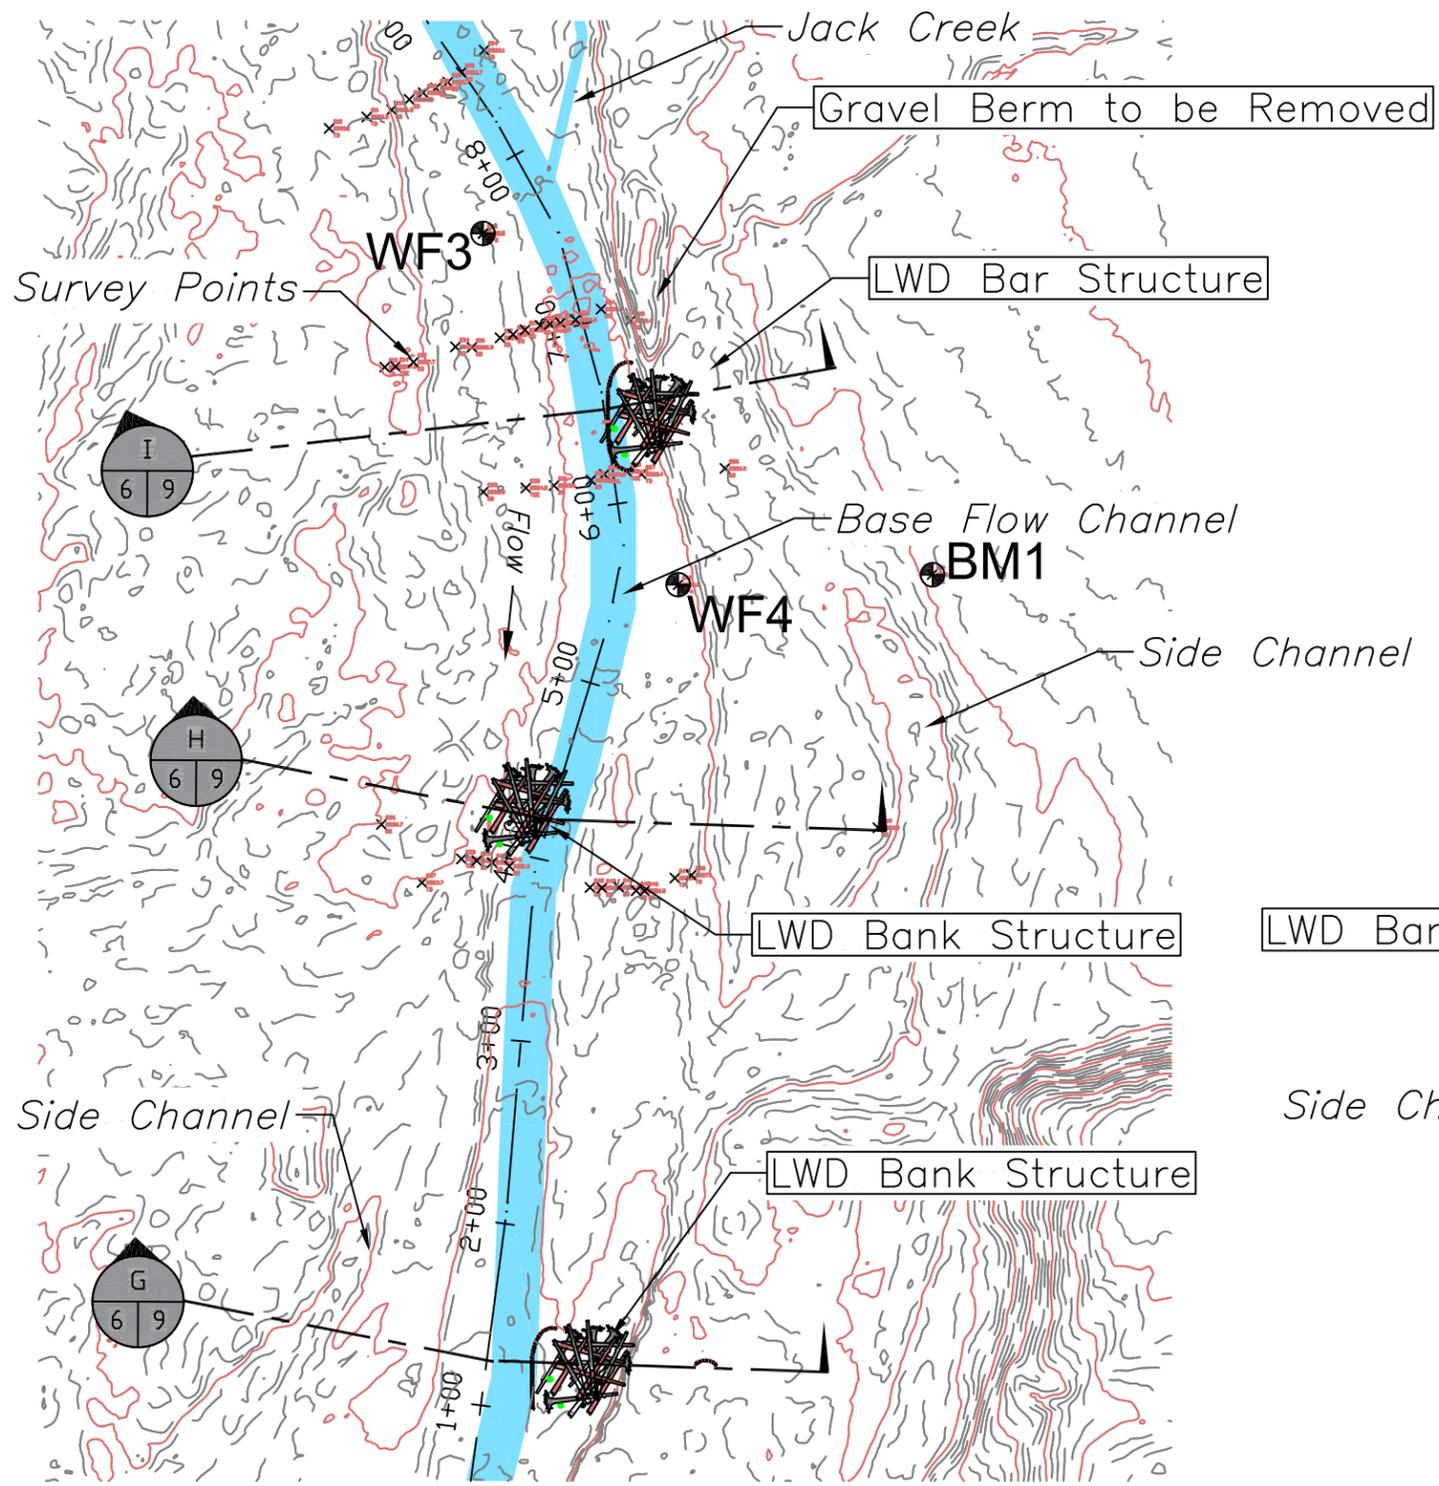 00
Jack Creek
Gravel Berm to be Removed
8+00
WF3
LWD Bar Structure
Survey Points
I
6 9
6+00
Flow
Base Flow Channel
BM1
WF4
Side Channel
5+00
H
6 9
LWD Bank Structure
LWD Bar
3+00
Side Ch
Side Channel
LWD Bank Structure
2+00
G
6 9
1+00